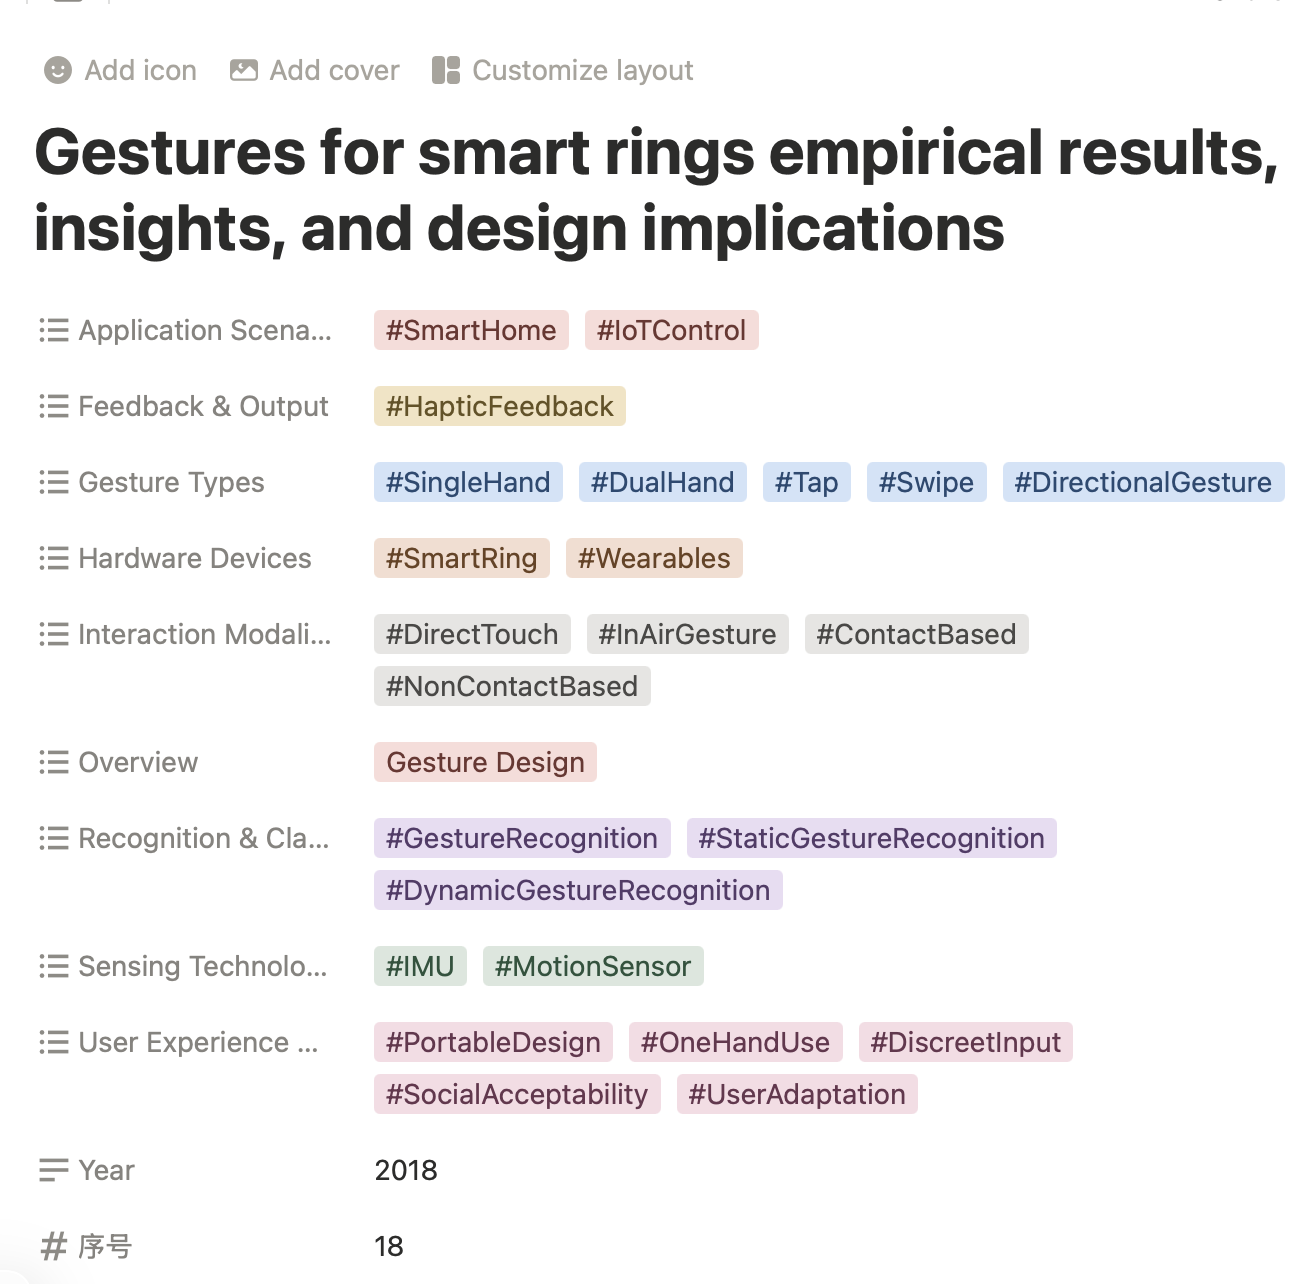 Add icon Add cover Customize layout
Gestures for smart rings empirical results,
insights, and design implications
Application Scena... #SmartHome #IoTControl
Feedback & Output #HapticFeedback
Gesture Types #SingleHand #DualHand #Tap #Swipe #DirectionalGesture
Hardware Devices #SmartRing #Wearables
Interaction Modali... #DirectTouch #InAirGesture #ContactBased
#NonContactBased
Overview Gesture Design
Recognition & Cla... #GestureRecognition #StaticGestureRecognition
#DynamicGestureRecognition
Sensing Technolo... #IMU #MotionSensor
User Experience ... #PortableDesign #OneHandUse #DiscreetInput
#SocialAcceptability #UserAdaptation
Year 2018
序号 18